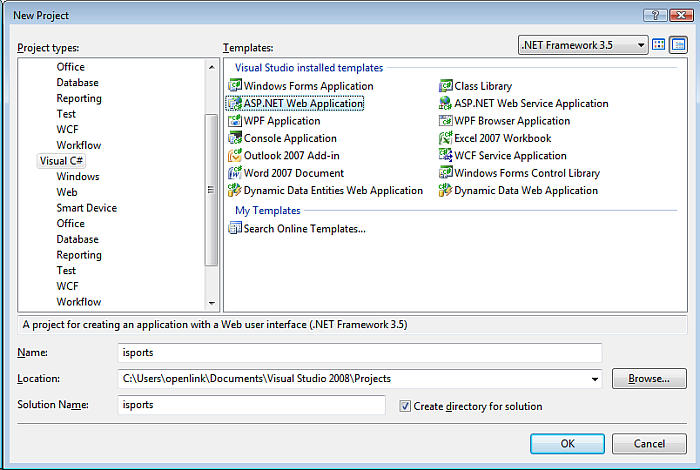 New Project
Project types:
Templates:
.NET Framework 3.5
Office
Database
Reporting
Test
WCF
Workflow
Visual C#
Windows
Web
Smart Device
Office
Database
Reporting
Test
WCF
Workflow
Visual Studio installed templates
Windows Forms Application
Class Library
ASP.NET Web Application
ASP.NET Web Service Application
WPF Application
WPF Browser Application
Console Application
Excel 2007 Workbook
Outlook 2007 Add-in
WCF Service Application
Word 2007 Document
Windows Forms Control Library
Dynamic Data Entities Web Application
Dynamic Data Web Application
My Templates
Search Online Templates...
A project for creating an application with a Web user interface (.NET Framework 3.5)
Name:
isports
Location:
C:\Users\openlink\Documents\Visual Studio 2008\Projects
Browse...
Solution Name:
isports
Create directory for solution
OK
Cancel